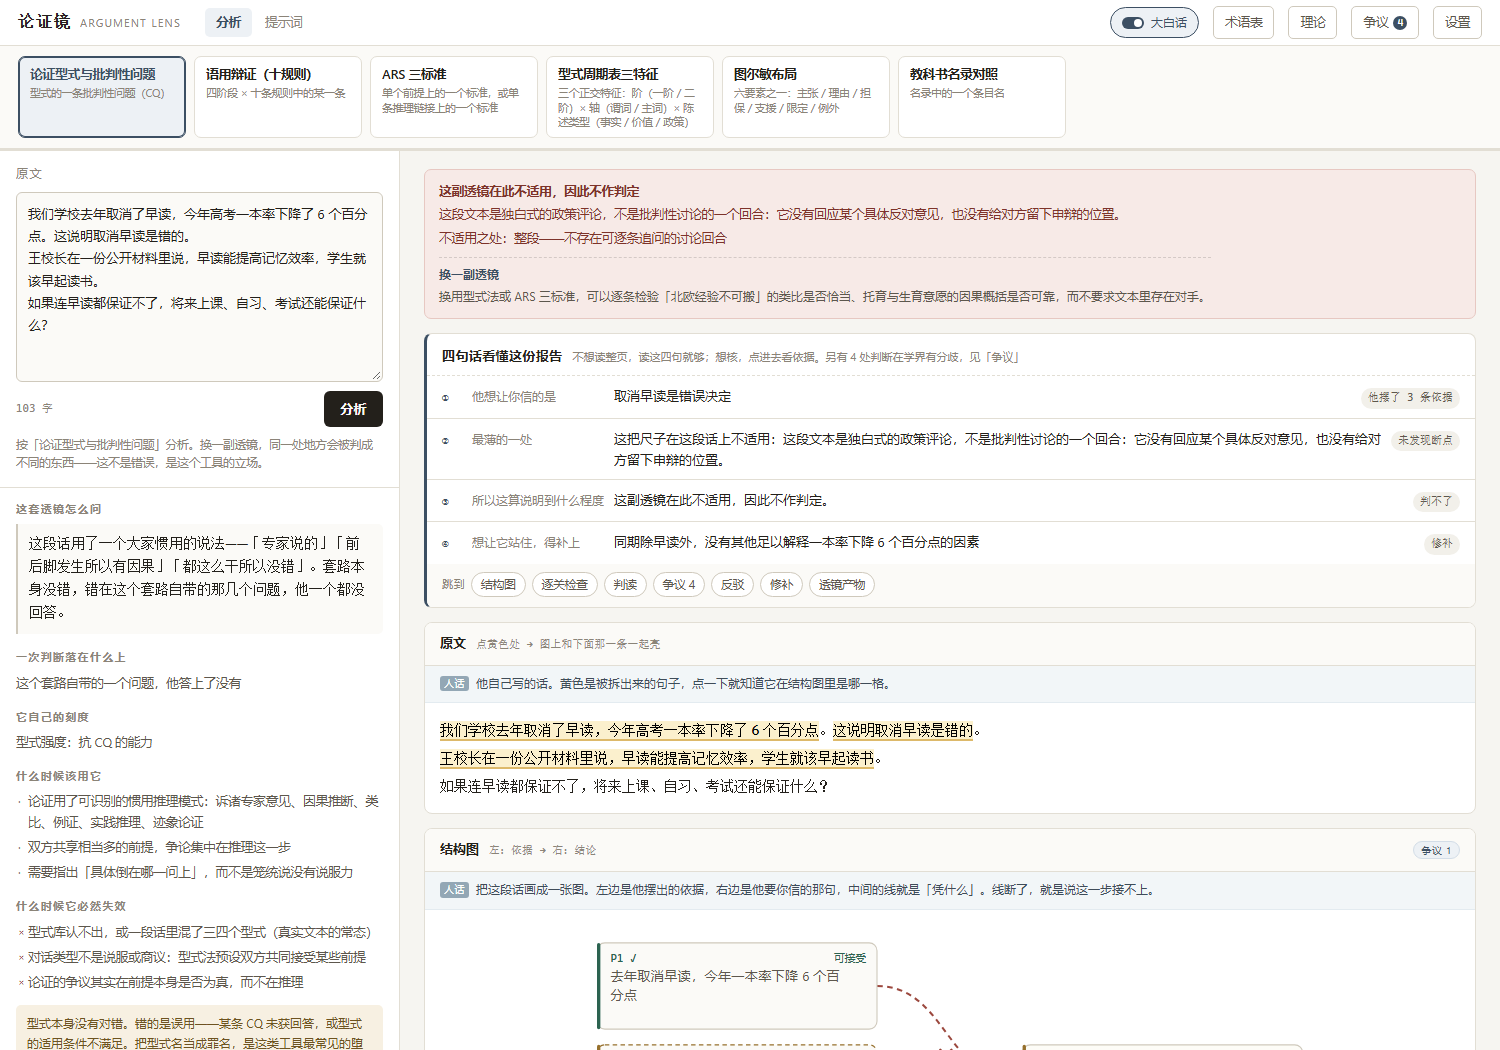 论证镜 ARGUMENT LENS 分析 提示词 大白话 术语表 理论 争议 4 设置
论证型式与批判性问题
型式的一条批判性问题（CQ）
语用辩证（十规则）
四阶段 × 十条规则中的某一条
ARS 三标准
单个前提上的一个标准，或单
条推理链接上的一个标准
型式周期表三特征
三个正交特征：阶（一阶 / 二
阶）× 轴（谓词 / 主词）× 陈
述类型（事实 / 价值 / 政策）
图尔敏布局
六要素之一：主张 / 理由 / 担
保 / 支援 / 限定 / 例外
教科书名录对照
名录中的一个条目名
原文
我们学校去年取消了早读，今年高考一本率下降了 6 个百分
点。这说明取消早读是错的。
王校长在一份公开材料里说，早读能提高记忆效率，学生就
该早起读书。
如果连早读都保证不了，将来上课、自习、考试还能保证什
么？
103 字
分析
按「论证型式与批判性问题」分析。换一副透镜，同一处地方会被判成
不同的东西——这不是错误，是这个工具的立场。
这套透镜怎么问
这段话用了一个大家惯用的说法——「专家说的」「前
后脚发生所以有因果」「都这么干所以没错」。套路本
身没错，错在这个套路自带的那几个问题，他一个都没
回答。
一次判断落在什么上
这个套路自带的一个问题，他答上了没有
它自己的刻度
型式强度：抗 CQ 的能力
什么时候该用它
· 论证用了可识别的惯用推理模式：诉诸专家意见、因果推断、类
比、例证、实践推理、迹象论证
· 双方共享相当多的前提，争论集中在推理这一步
· 需要指出「具体倒在哪一问上」，而不是笼统说没有说服力
什么时候它必然失效
× 型式库认不出，或一段话里混了三四个型式（真实文本的常态）
× 对话类型不是说服或商议：型式法预设双方共同接受某些前提
× 论证的争议其实在前提本身是否为真，而不在推理
型式本身没有对错。错的是误用——某条 CQ 未获回答，或型式
的适用条件不满足。把型式名当成罪名，是这类工具最常见的堕
这副透镜在此不适用，因此不作判定
这段文本是独白式的政策评论，不是批判性讨论的一个回合：它没有回应某个具体反对意见，也没有给对方留下申辩的位置。
不适用之处：整段——不存在可逐条追问的讨论回合
换一副透镜
换用型式法或 ARS 三标准，可以逐条检验「北欧经验不可搬」的类比是否恰当、托育与生育意愿的因果概括是否可靠，而不要求文本里存在对手。
四句话看懂这份报告 不想读整页，读这四句就够；想核，点进去看依据。另有 4 处判断在学界有分歧，见「争议」
① 他想让你信的是 取消早读是错误决定 他摆了 3 条依据
② 最薄的一处 这把尺子在这段话上不适用：这段文本是独白式的政策评论，不是批判性讨论的一个回合：它没有回应某个具体反对意见，也没有给对 未发现断点
方留下申辩的位置。
③ 所以这算说明到什么程度 这副透镜在此不适用，因此不作判定。 判不了
④ 想让它站住，得补上 同期除早读外，没有其他足以解释一本率下降 6 个百分点的因素 修补
跳到 结构图 逐关检查 判读 争议 4 反驳 修补 透镜产物
原文 点黄色处 → 图上和下面那一条一起亮
人话 他自己写的话。黄色是被拆出来的句子，点一下就知道它在结构图里是哪一格。
我们学校去年取消了早读，今年高考一本率下降了 6 个百分点。这说明取消早读是错的。
王校长在一份公开材料里说，早读能提高记忆效率，学生就该早起读书。
如果连早读都保证不了，将来上课、自习、考试还能保证什么？
结构图 左：依据 → 右：结论 争议 1
人话 把这段话画成一张图。左边是他摆出的依据，右边是他要你信的那句，中间的线就是「凭什么」。线断了，就是说这一步接不上。
P1 ✓ 可接受
去年取消早读，今年一本率下降 6 个百
分点